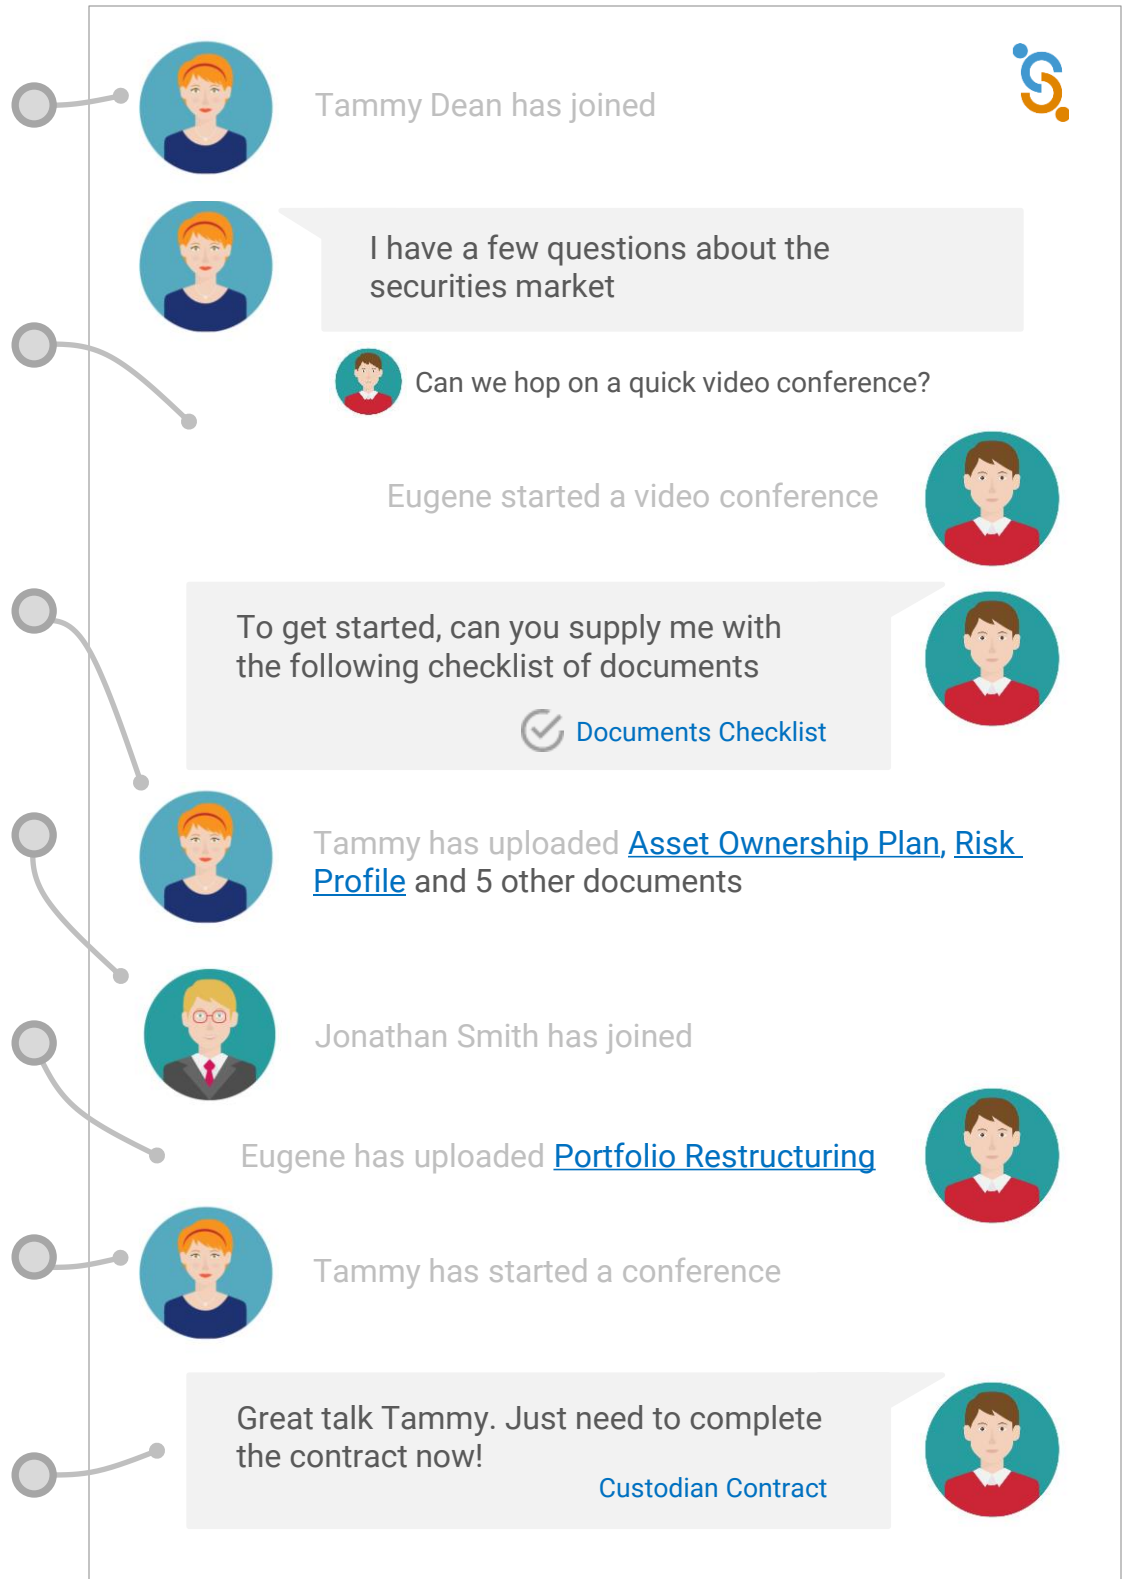 Tammy Dean has joined
I have a few questions about the
securities market
Can we hop on a quick video conference?
Eugene started a video conference
To get started, can you supply me with
the following checklist of documents
Documents Checklist
Tammy has uploaded Asset Ownership Plan, Risk
Profile and 5 other documents
Jonathan Smith has joined
Eugene has uploaded Portfolio Restructuring
Tammy has started a conference
Great talk Tammy. Just need to complete
the contract now!
Custodian Contract